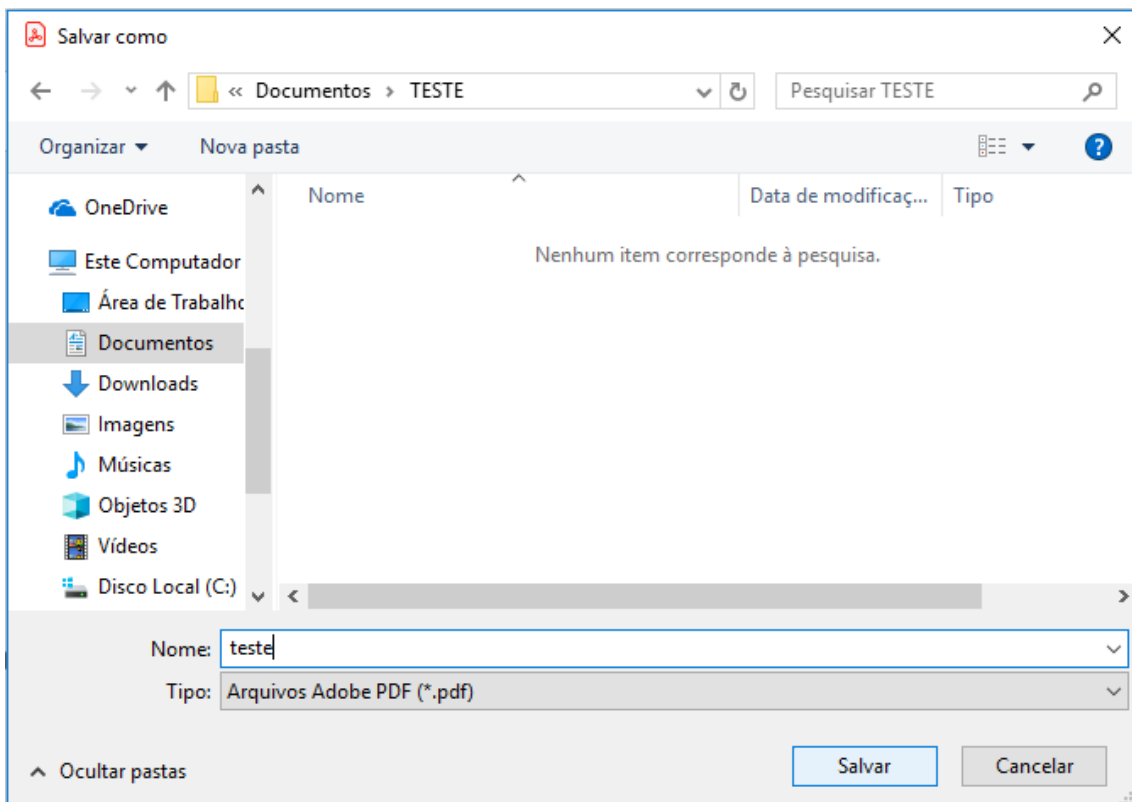 Salvar como
« Documentos > TESTE
Pesquisar TESTE
Organizar
Nova pasta
Nome
Data de modificaç...
Tipo
Nenhum item corresponde à pesquisa.
OneDrive
Este Computador
Área de Trabalho
Documentos
Downloads
Imagens
Músicas
Objetos 3D
Vídeos
Disco Local (C:)
Nome: teste
Tipo: Arquivos Adobe PDF (*.pdf)
Ocultar pastas
Salvar
Cancelar